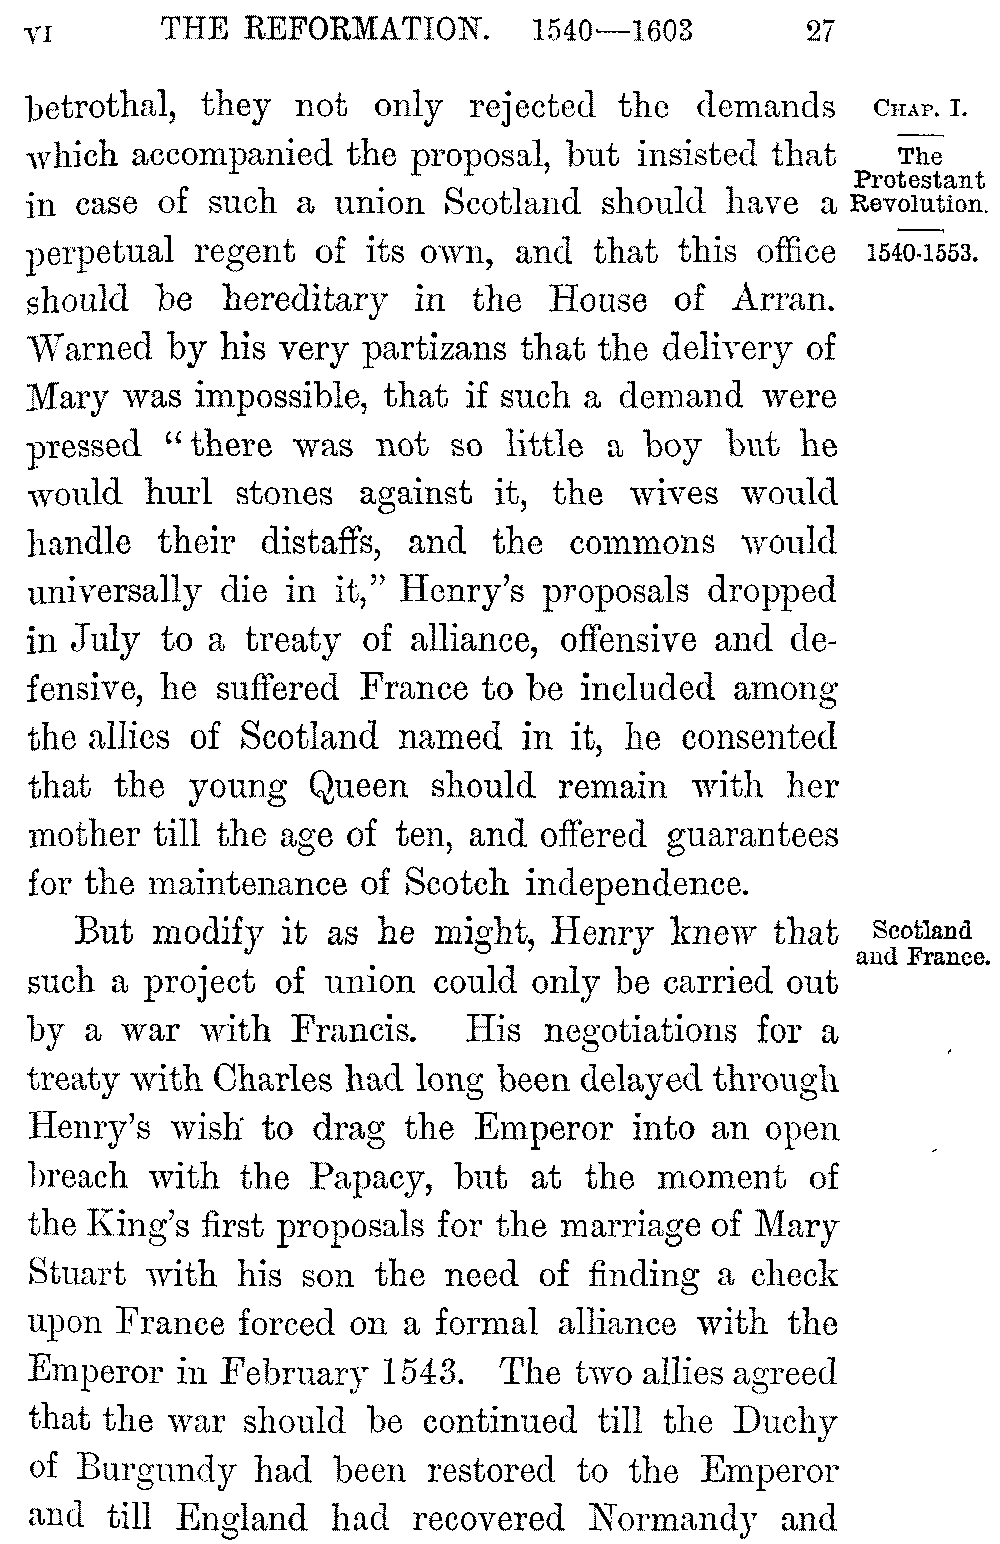 VI THE REFORMATION. 1540—1603 27
betrothal, they not only rejected the demands
which accompanied the proposal, but insisted that
in case of such a union Scotland should have a
perpetual regent of its own, and that this office
should be hereditary in the House of Arran.
Warned by his very partizans that the delivery of
Mary was impossible, that if such a demand were
pressed “there was not so little a boy but he
would hurl stones against it, the wives would
handle their distaffs, and the commons would
universally die in it,” Henry’s proposals dropped
in July to a treaty of alliance, offensive and de-
fensive, he suffered France to be included among
the allies of Scotland named in it, he consented
that the young Queen should remain with her
mother till the age of ten, and offered guarantees
for the maintenance of Scotch independence.
But modify it as he might, Henry knew that
such a project of union could only be carried out
by a war with Francis. His negotiations for a
treaty with Charles had long been delayed through
Henry’s wish to drag the Emperor into an open
breach with the Papacy, but at the moment of
the King’s first proposals for the marriage of Mary
Stuart with his son the need of finding a check
upon France forced on a formal alliance with the
Emperor in February 1543. The two allies agreed
that the war should be continued till the Duchy
of Burgundy had been restored to the Emperor
and till England had recovered Normandy and
CHAP. I.
The
Protestant
Revolution.
1540-1553.
Scotland
and France.